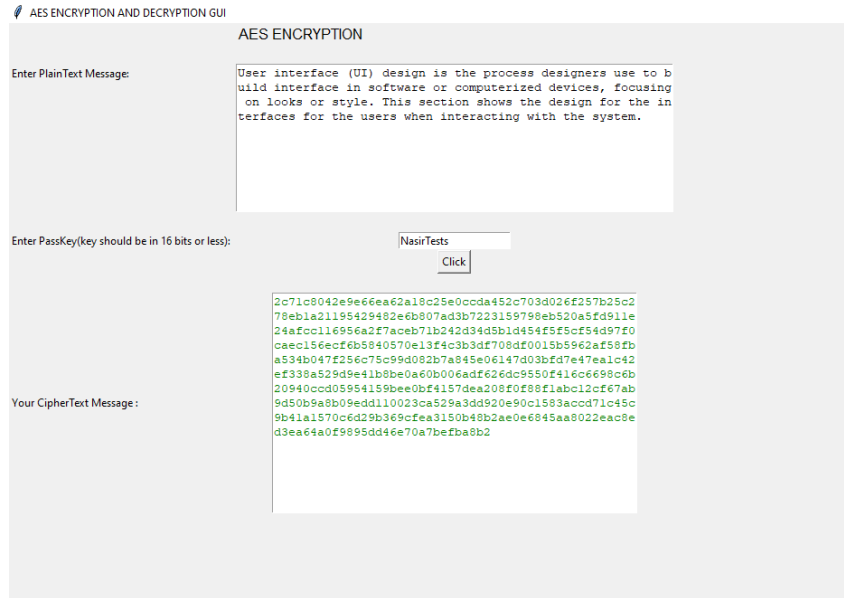 AES ENCRYPTION AND DECRYPTION GUI
AES ENCRYPTION
Enter PlainText Message:
User interface (UI) design is the process designers use to b
uild interface in software or computerized devices, focusing
 on looks or style. This section shows the design for the in
terfaces for the users when interacting with the system.
Enter PassKey(key should be in 16 bits or less):
NasirTests
Click
Your CipherText Message :
2c71c8042e9e66ea62a18c25e0ccda452c703d026f257b25c2
78eb1a21195429482e6b807ad3b7223159798eb520a5fd911e
24afcc116956a2f7aceb71b242d34d5b1d454f5f5cf54d97f0
caec156ecf6b5840570e13f4c3b3df708df0015b5962af58fb
a534b047f256c75c99d082b7a845e06147d03bfd7e47ea1c42
ef338a529d9e41b8be0a60b006adf626dc9550f416c6698c6b
20940ccd05954159bee0bf4157dea208f0f88f1abc12cf67ab
9d50b9a8b09edd110023ca529a3dd920e90c1583accd71c45c
9b41a1570c6d29b369cfea3150b48b2ae0e6845aa8022eac8e
d3ea64a0f9895dd46e70a7befba8b2